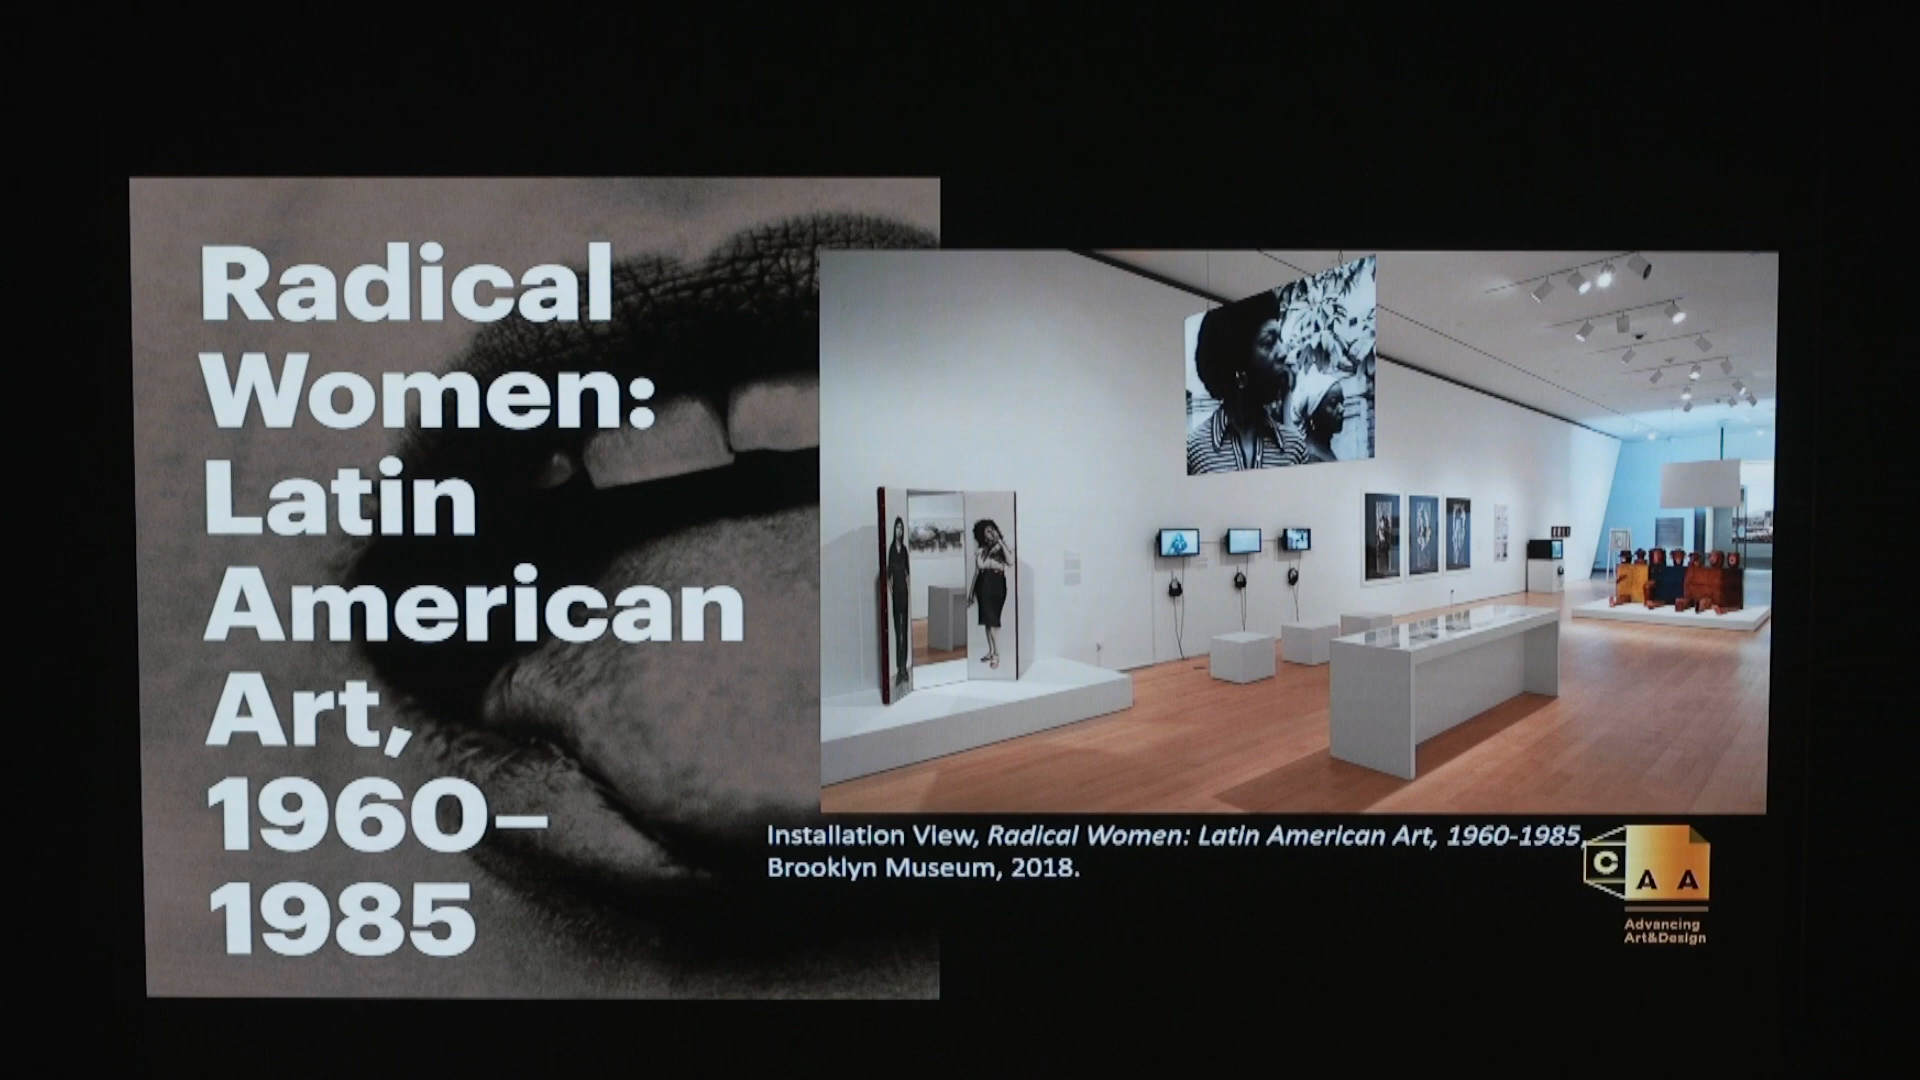 Radical
Women:
Latin
American
Art,
1960–
1985
Installation View, Radical Women: Latin American Art, 1960-1985,
Brooklyn Museum, 2018.
C A A
Advancing
Art&Design